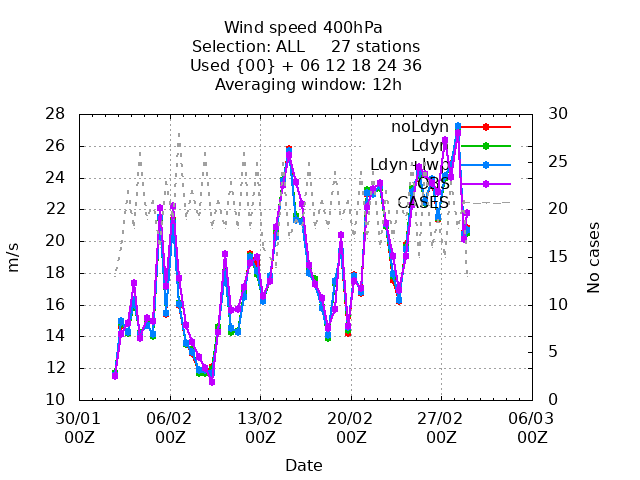 Wind speed 400hPa
Selection: ALL 27 stations
Used {00} + 06 12 18 24 36
Averaging window: 12h
28
26
24
22
20
18
16
14
12
10
30
25
20
15
10
5
0
noLdyn
Ldyn
Ldyn+lwp
OBS
CASES
m/s
No cases
30/01 06/02 13/02 20/02 27/02 06/03
00Z 00Z 00Z 00Z 00Z 00Z
Date